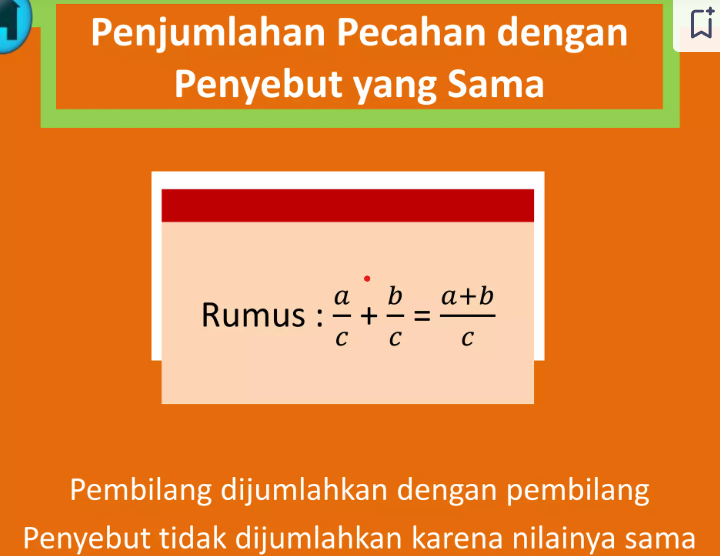 Penjumlahan Pecahan dengan
Penyebut yang Sama
Rumus : a/c + b/c = a+b/c
Pembilang dijumlahkan dengan pembilang
Penyebut tidak dijumlahkan karena nilainya sama